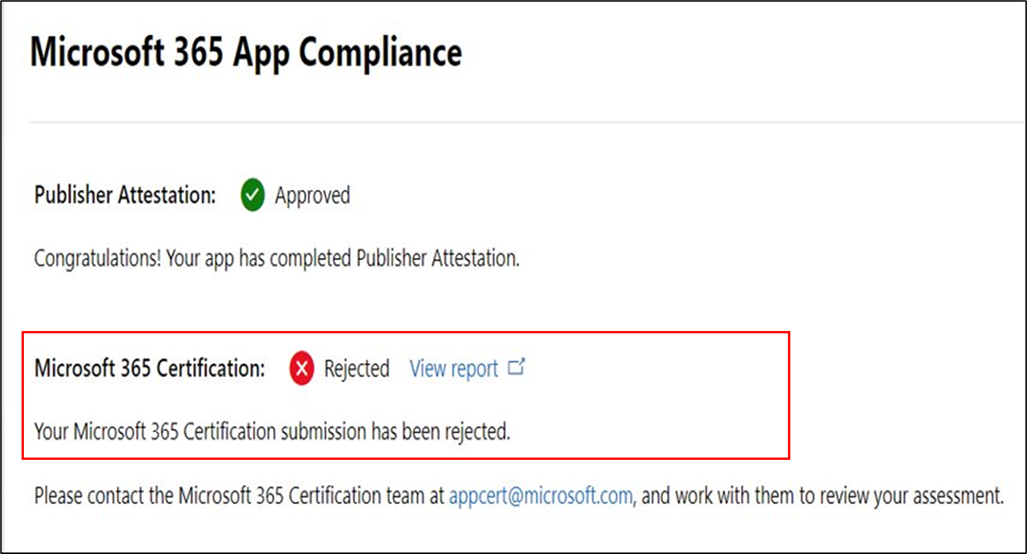 Microsoft 365 App Compliance
Publisher Attestation: Approved
Congratulations! Your app has completed Publisher Attestation.
Microsoft 365 Certification: Rejected View report
Your Microsoft 365 Certification submission has been rejected.
Please contact the Microsoft 365 Certification team at appcert@microsoft.com, and work with them to review your assessment.